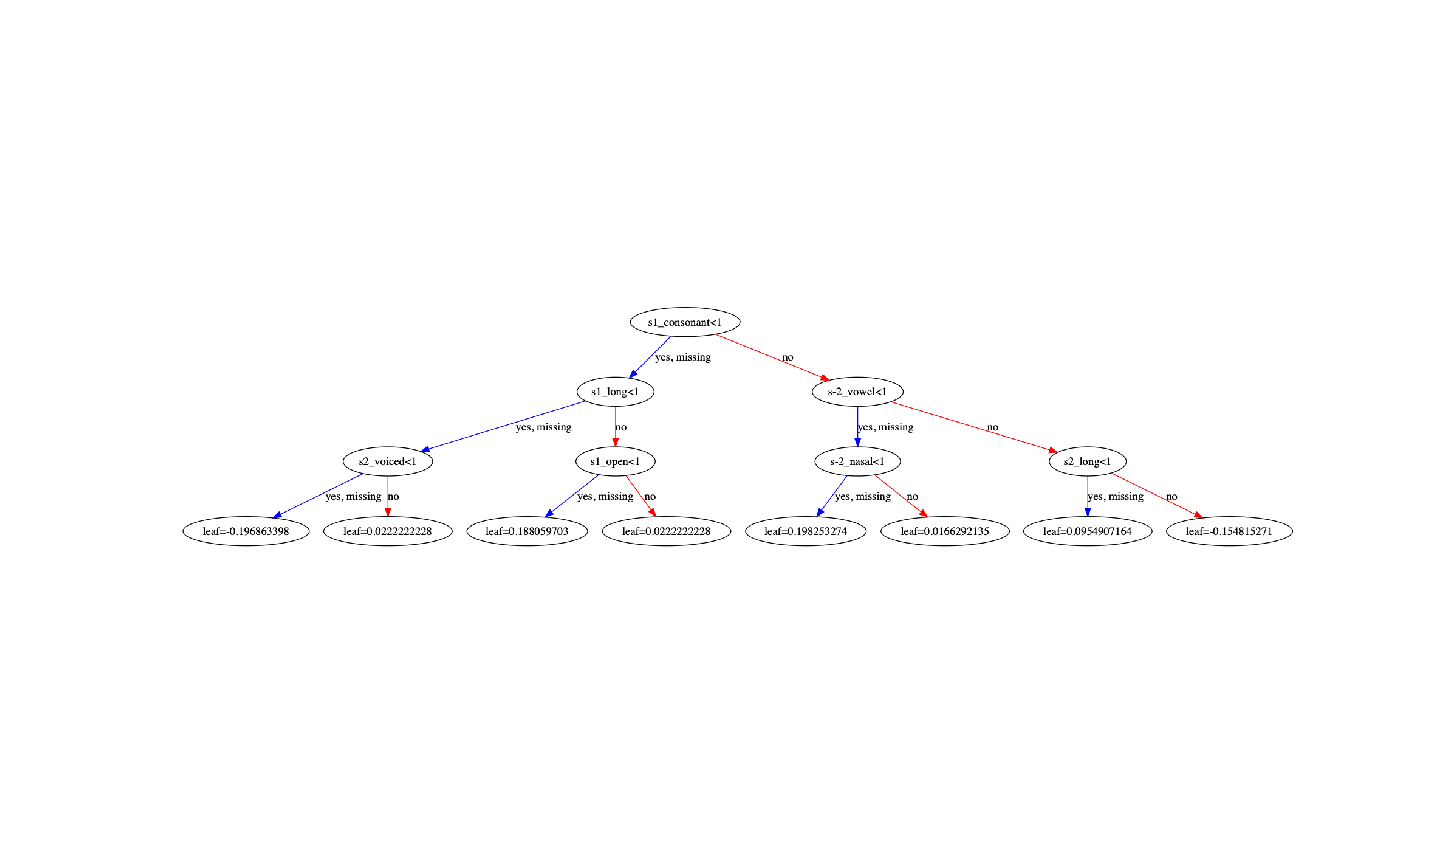 s1_consonant<1
yes, missing
no
s1_long<1
s-2_vowel<1
yes, missing
no
yes, missing
no
s2_voiced<1
s1_open<1
s-2_nasal<1
s2_long<1
yes, missing
no
yes, missing
no
yes, missing
no
yes, missing
no
leaf=-0.196863398
leaf=0.0222222228
leaf=0.188059703
leaf=0.0222222228
leaf=0.198253274
leaf=0.0166292135
leaf=0.0954907164
leaf=-0.154815271